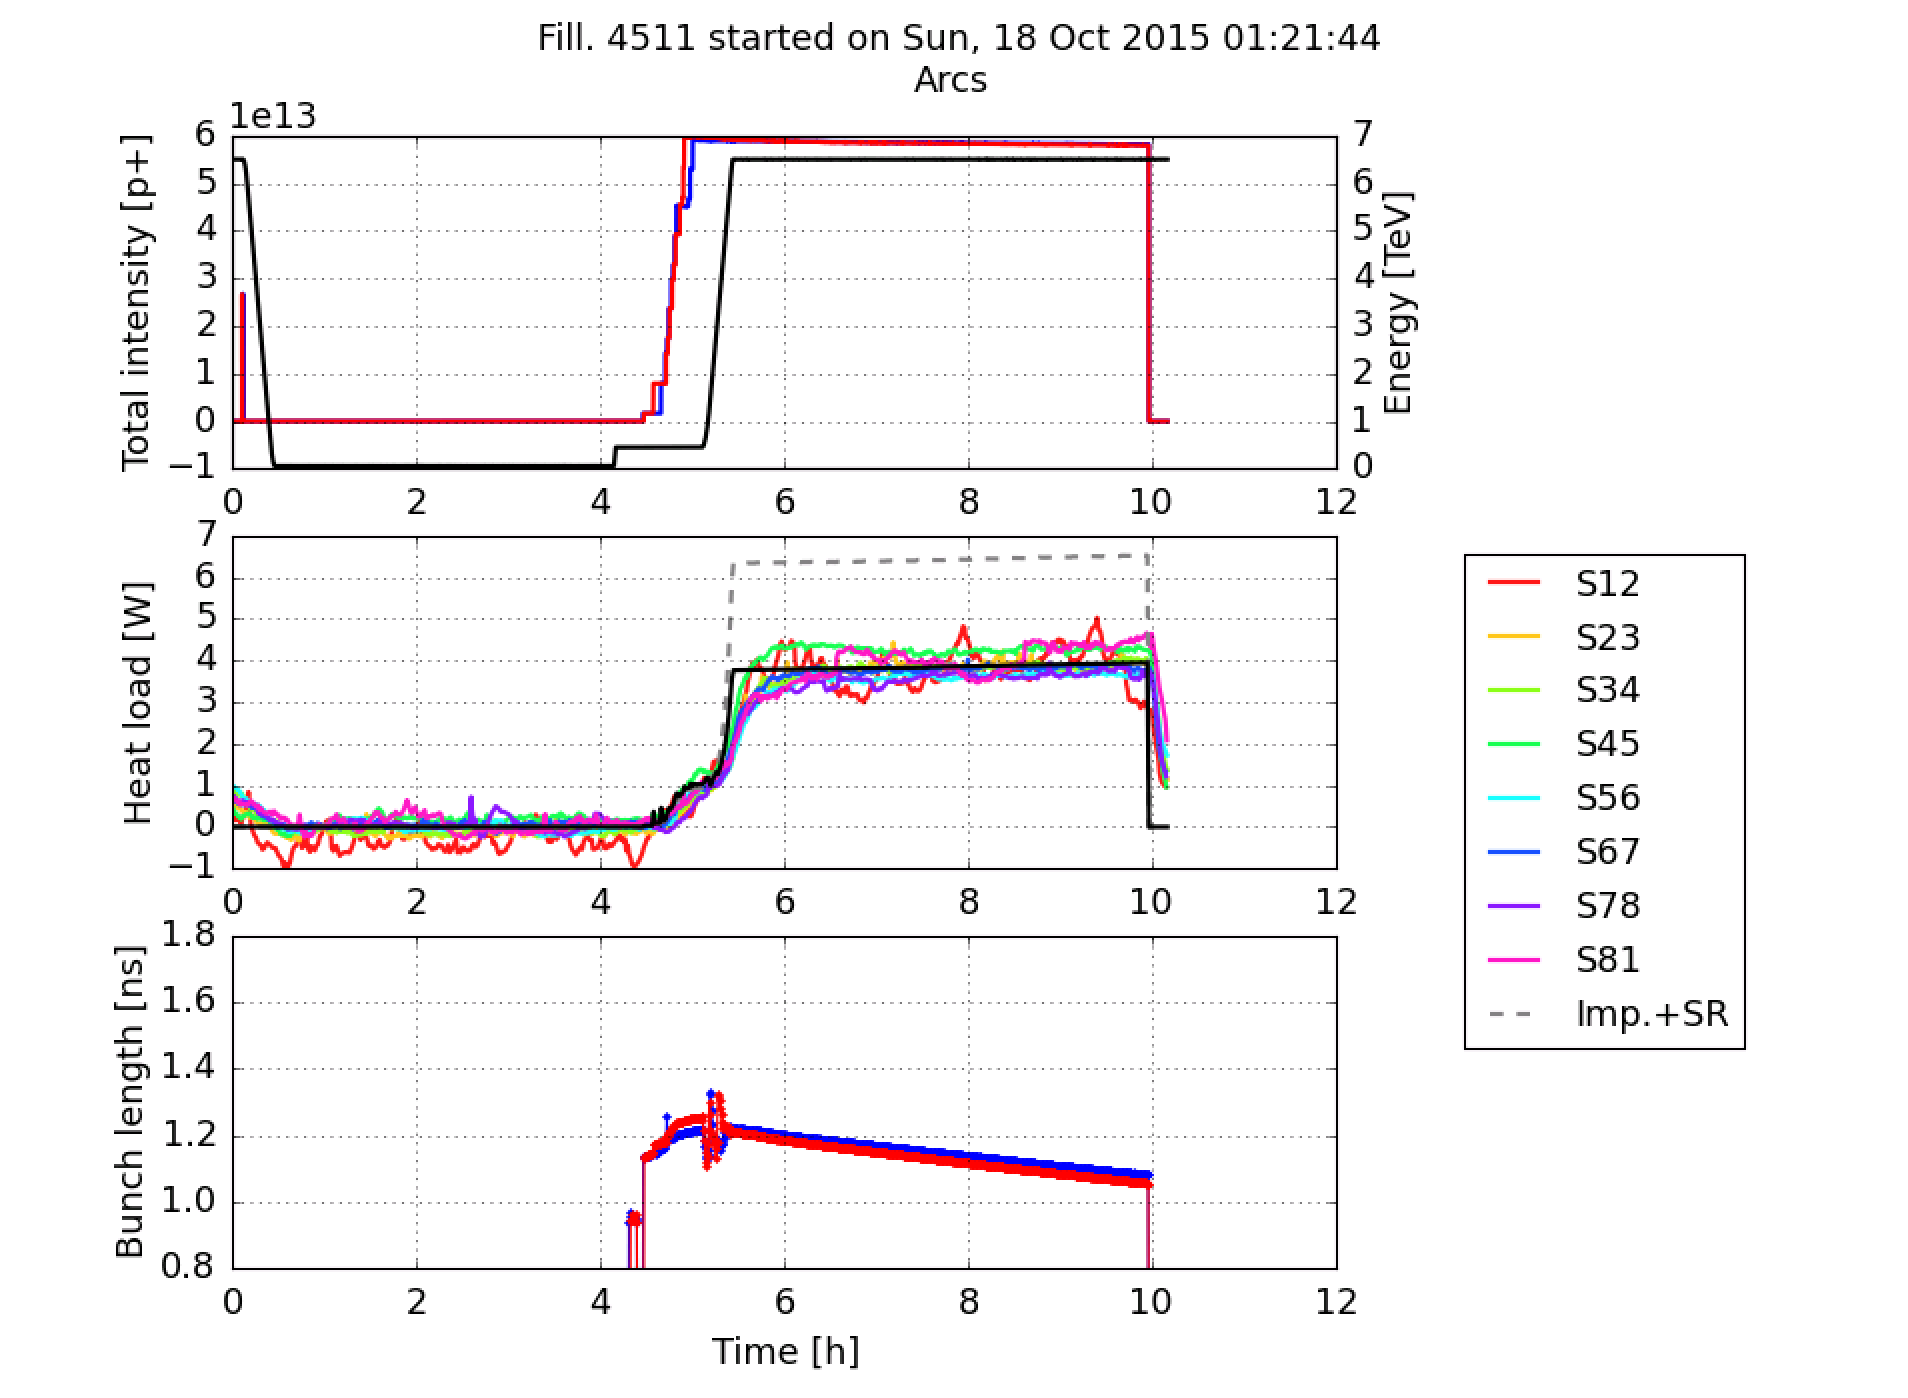 Fill. 4511 started on Sun, 18 Oct 2015 01:21:44
Arcs
1e13
Total intensity [p+]
6
5
4
3
2
1
0
−1
Energy [TeV]
7
6
5
4
3
2
1
0
0 2 4 6 8 10 12
Heat load [W]
7
6
5
4
3
2
1
0
−1
0 2 4 6 8 10 12
S12
S23
S34
S45
S56
S67
S78
S81
Imp.+SR
Bunch length [ns]
1.8
1.6
1.4
1.2
1.0
0.8
0 2 4 6 8 10 12
Time [h]